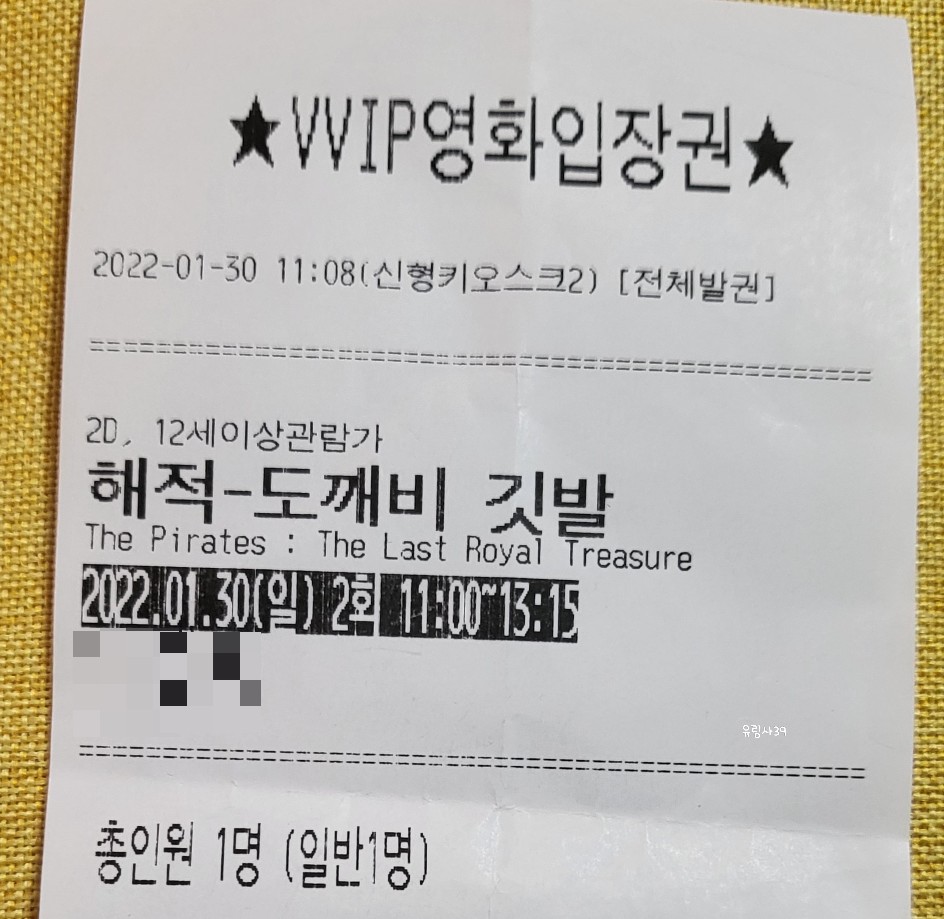 ★VVIP영화입장권★
2022-01-30 11:08(신형키오스크2) [전체발권]
2D, 12세이상관람가
해적-도깨비 깃발
The Pirates : The Last Royal Treasure
2022.01.30(일) 2회 11:00~13:15
유림사39
총인원 1명 (일반1명)